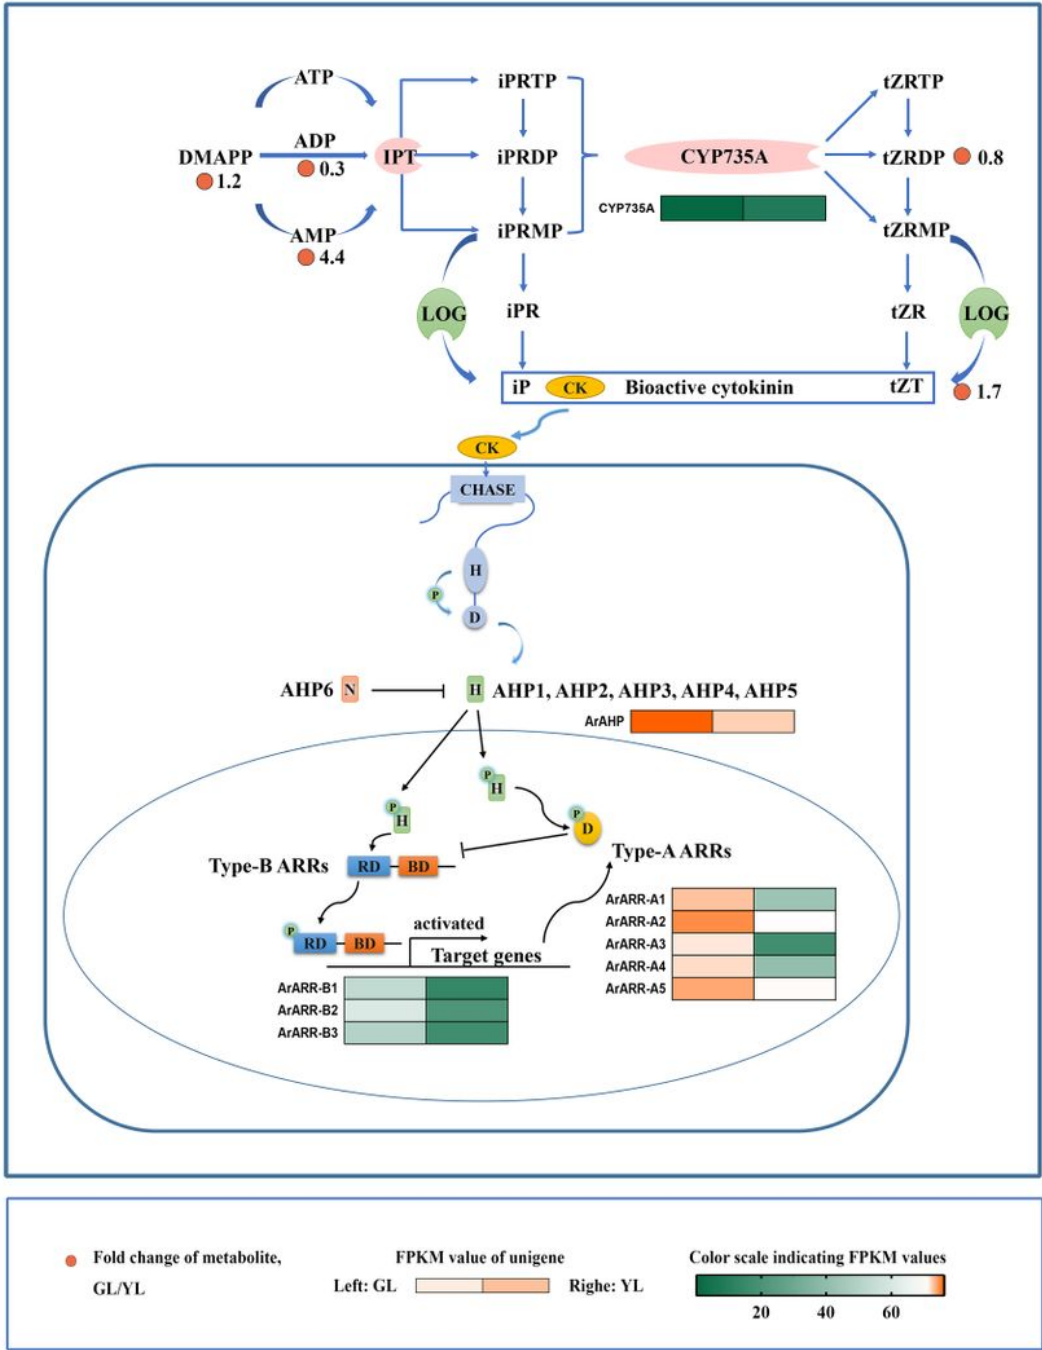 ATP
iPRTP
tZRTP
ADP
DMAPP
IPT
iPRDP
CYP735A
tZRDP
0.8
1.2
0.3
CYP735A
AMP
iPRMP
tZRMP
4.4
LOG
iPR
tZR
LOG
iP
CK
Bioactive cytokinin
tZT
1.7
CK
CHASE
H
P
D
AHP6
N
H
AHP1, AHP2, AHP3, AHP4, AHP5
ArAHP
P
H
P
H
P
D
Type-B ARRs
RD
BD
Type-A ARRs
ArARR-A1
ArARR-A2
ArARR-A3
ArARR-A4
ArARR-A5
P
RD
BD
activated
Target genes
ArARR-B1
ArARR-B2
ArARR-B3
Fold change of metabolite,
GL/YL
FPKM value of unigene
Left: GL
Righe: YL
Color scale indicating FPKM values
20 40 60